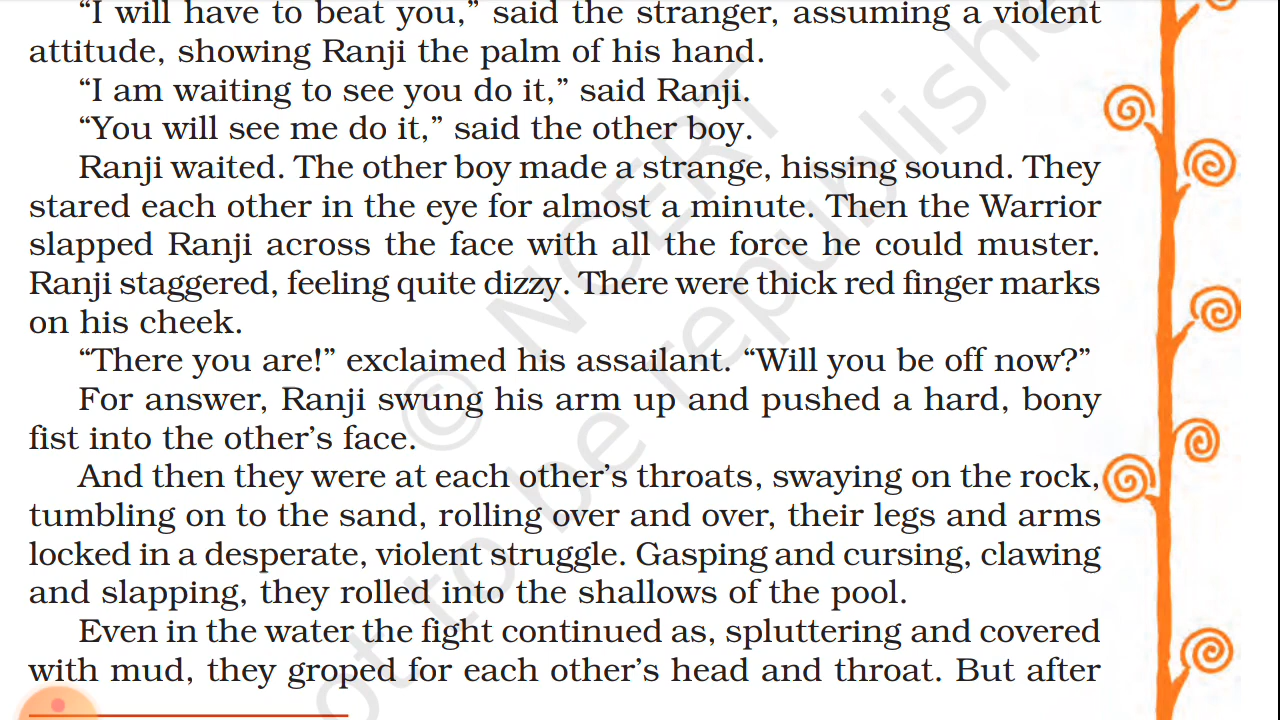 “I will have to beat you,” said the stranger, assuming a violent
attitude, showing Ranji the palm of his hand.
“I am waiting to see you do it,” said Ranji.
“You will see me do it,” said the other boy.
Ranji waited. The other boy made a strange, hissing sound. They
stared each other in the eye for almost a minute. Then the Warrior
slapped Ranji across the face with all the force he could muster.
Ranji staggered, feeling quite dizzy. There were thick red finger marks
on his cheek.
“There you are!” exclaimed his assailant. “Will you be off now?”
For answer, Ranji swung his arm up and pushed a hard, bony
fist into the other’s face.
And then they were at each other’s throats, swaying on the rock,
tumbling on to the sand, rolling over and over, their legs and arms
locked in a desperate, violent struggle. Gasping and cursing, clawing
and slapping, they rolled into the shallows of the pool.
Even in the water the fight continued as, spluttering and covered
with mud, they groped for each other’s head and throat. But after
© NCERT
not to be republished